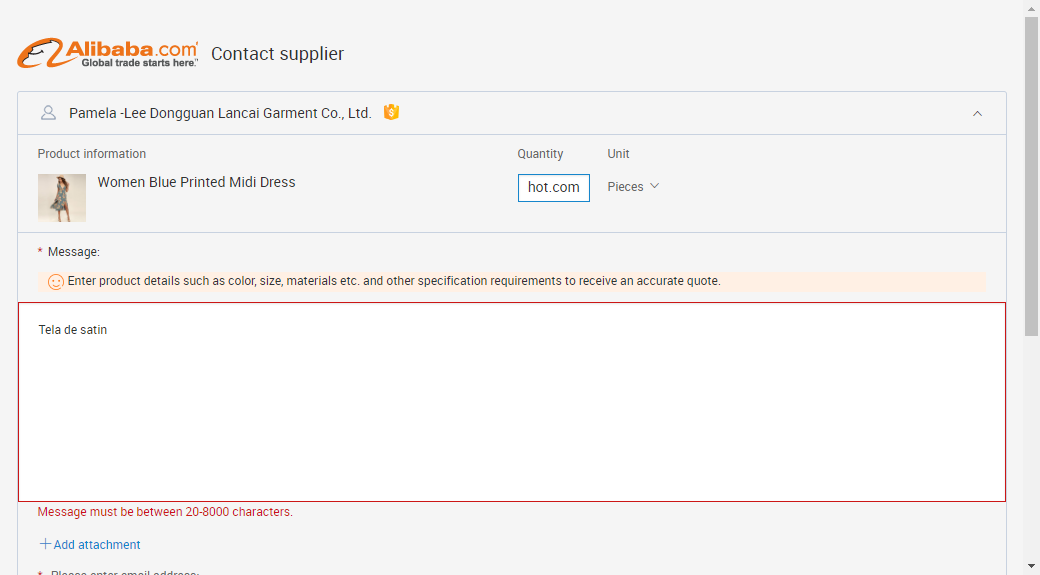 Alibaba.com
Global trade starts here.™
Contact supplier
Pamela -Lee Dongguan Lancai Garment Co., Ltd.
Product information
Quantity
Unit
Women Blue Printed Midi Dress
hot.com
Pieces
* Message:
Enter product details such as color, size, materials etc. and other specification requirements to receive an accurate quote.
Tela de satin
Message must be between 20-8000 characters.
Add attachment
* Please enter email address: